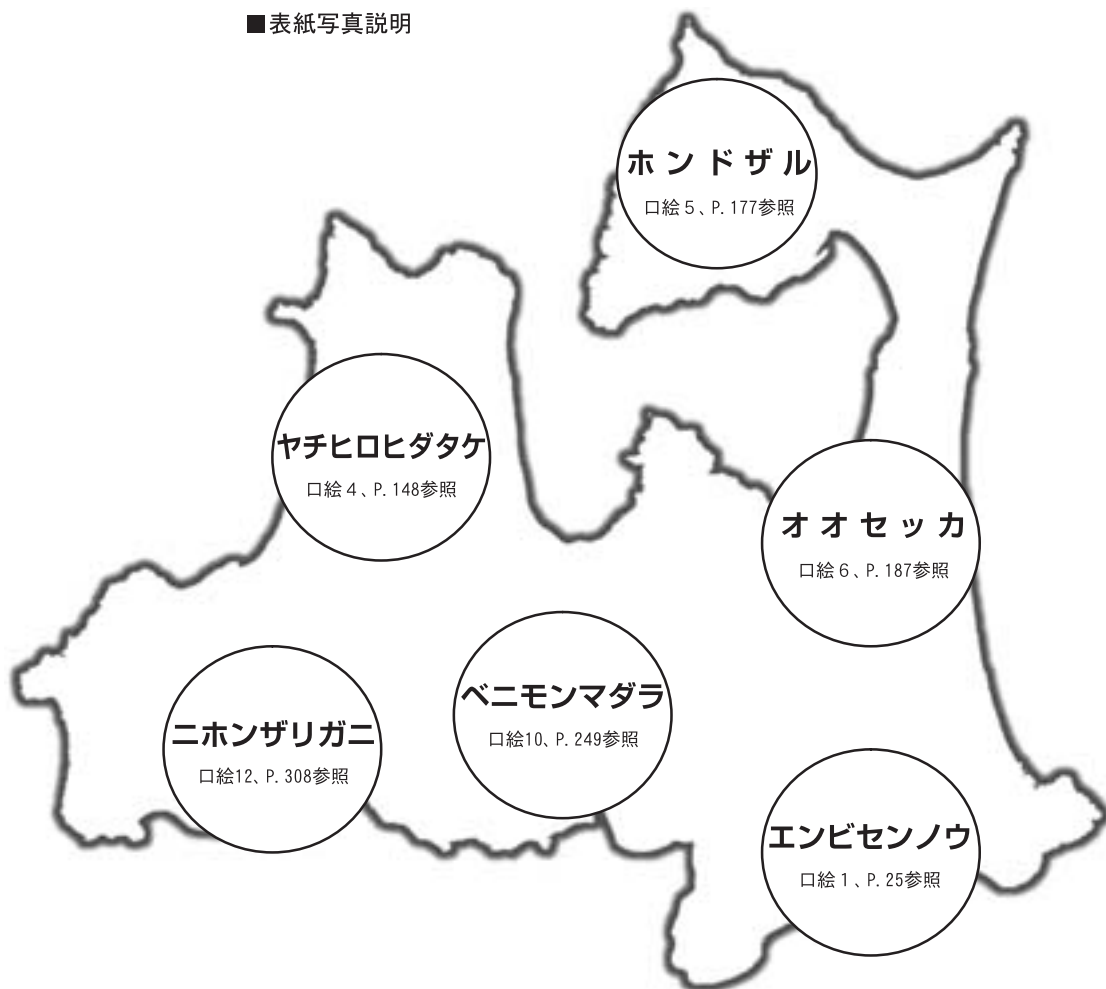 ■表紙写真説明
ホンドザル
口絵5、P.177参照
ヤチヒロヒダタケ
口絵4、P.148参照
オオセッカ
口絵6、P.187参照
ベニモンマダラ
口絵10、P.249参照
ニホンザリガニ
口絵12、P.308参照
エンビセンノウ
口絵1、P.25参照